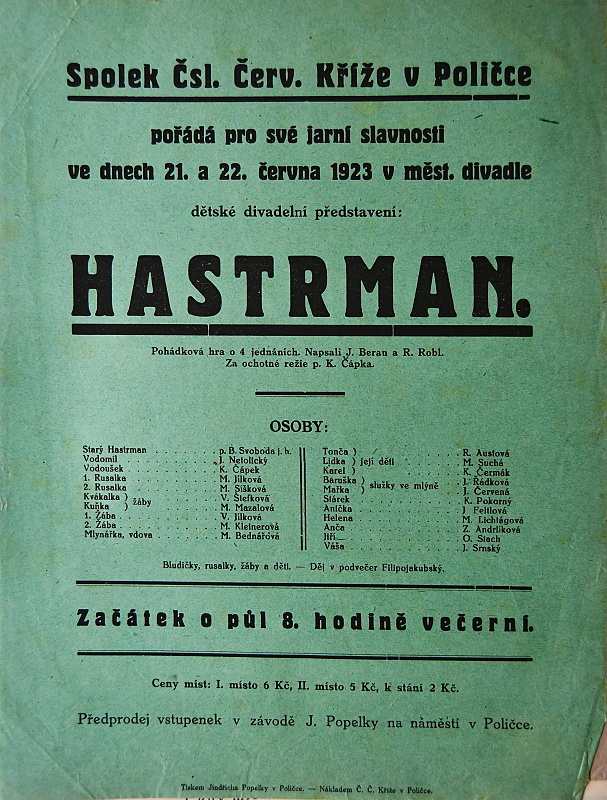 Spolek Čsl. Červ. Kříže v Poličce
pořádá pro své jarní slavnosti
ve dnech 21. a 22. června 1923 v měst. divadle
dětské divadelní představení:
HASTRMAN.
Pohádková hra o 4 jednáních. Napsali J. Beran a R. Robl.
Za ochotné režie p. K. Čápka.
OSOBY:
Starý Hastrman . . . . . . . . p. B. Svoboda j. h.
Vodomil . . . . . . . . J. Netolický
Vodoušek . . . . . . . . K. Čápek
1. Rusalka . . . . . . . . M. Jílková
2. Rusalka . . . . . . . . M. Šišková
Kvákalka ) žáby . . . . . . . . V. Štefková
Kuňka ) . . . . . . . . M. Mazalová
1. Žába . . . . . . . . V. Jílková
2. Žába . . . . . . . . M. Kleinerová
Mlynářka, vdova . . . . . . . . M. Bednářová
Tonča ) . . . . . . . . R. Austová
Lidka ) její děti . . . . . . . . M. Suchá
Karel ) . . . . . . . . K. Čermák
Baruška ) služky ve mlýně . . J. Řádková
Mařka ) . . J. Červená
Stárek . . . . . . . . K. Pokorný
Anička . . . . . . . . J Feltlová
Helena . . . . . . . . M. Lichtágová
Anča . . . . . . . . Z. Andrlíková
Jiří . . . . . . . . O. Stach
Váša . . . . . . . . J. Smský
Bludičky, rusalky, žáby a děti. — Děj v podvečer Filipojakubský.
Začátek o půl 8. hodině večerní.
Ceny míst: I. místo 6 Kč, II. místo 5 Kč, k stání 2 Kč.
Předprodej vstupenek v závodě J. Popelky na náměstí v Poličce.
Tiskem Jindřicha Popelky v Poličce. — Nákladem Č. Č. Kříže v Poličce.